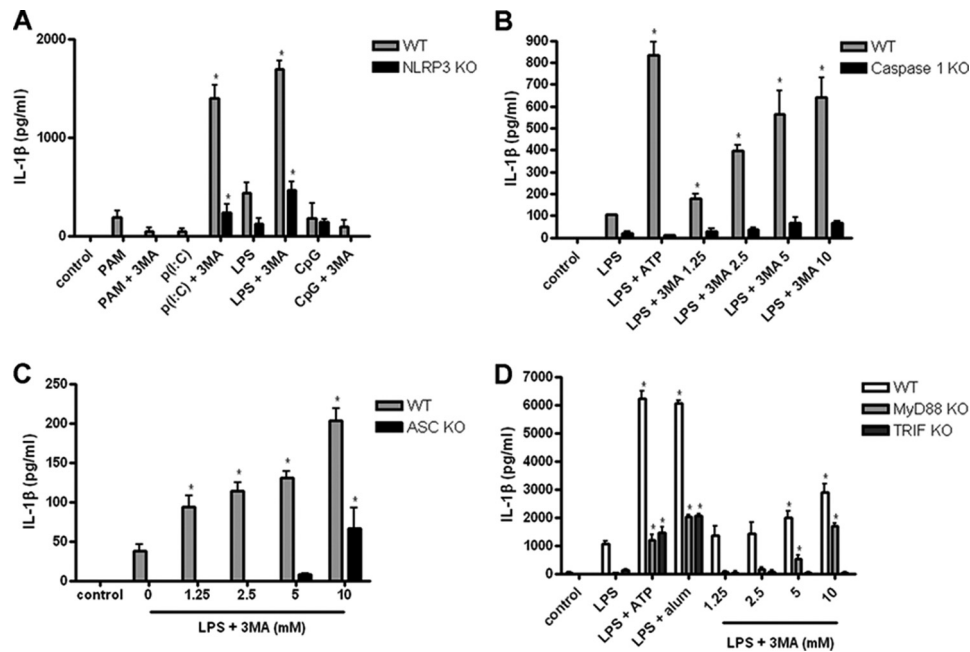 A
WT
NLRP3 KO
IL-1β (pg/ml)
2000
1000
0
* * * *
control
PAM
PAM + 3MA
p(I:C)
p(I:C) + 3MA
LPS
LPS + 3MA
CpG
CpG + 3MA
B
WT
Caspase 1 KO
IL-1β (pg/ml)
900
800
700
600
500
400
300
200
100
0
* * * * *
control
LPS
LPS + ATP
LPS + 3MA 1.25
LPS + 3MA 2.5
LPS + 3MA 5
LPS + 3MA 10
C
WT
ASC KO
IL-1β (pg/ml)
250
200
150
100
50
0
* * * * *
control 0 1.25 2.5 5 10
LPS + 3MA (mM)
D
WT
MyD88 KO
TRIF KO
IL-1β (pg/ml)
7000
6000
5000
4000
3000
2000
1000
0
* * * * * * * * * *
control
LPS
LPS + ATP
LPS + alum
1.25
2.5
5
10
LPS + 3MA (mM)